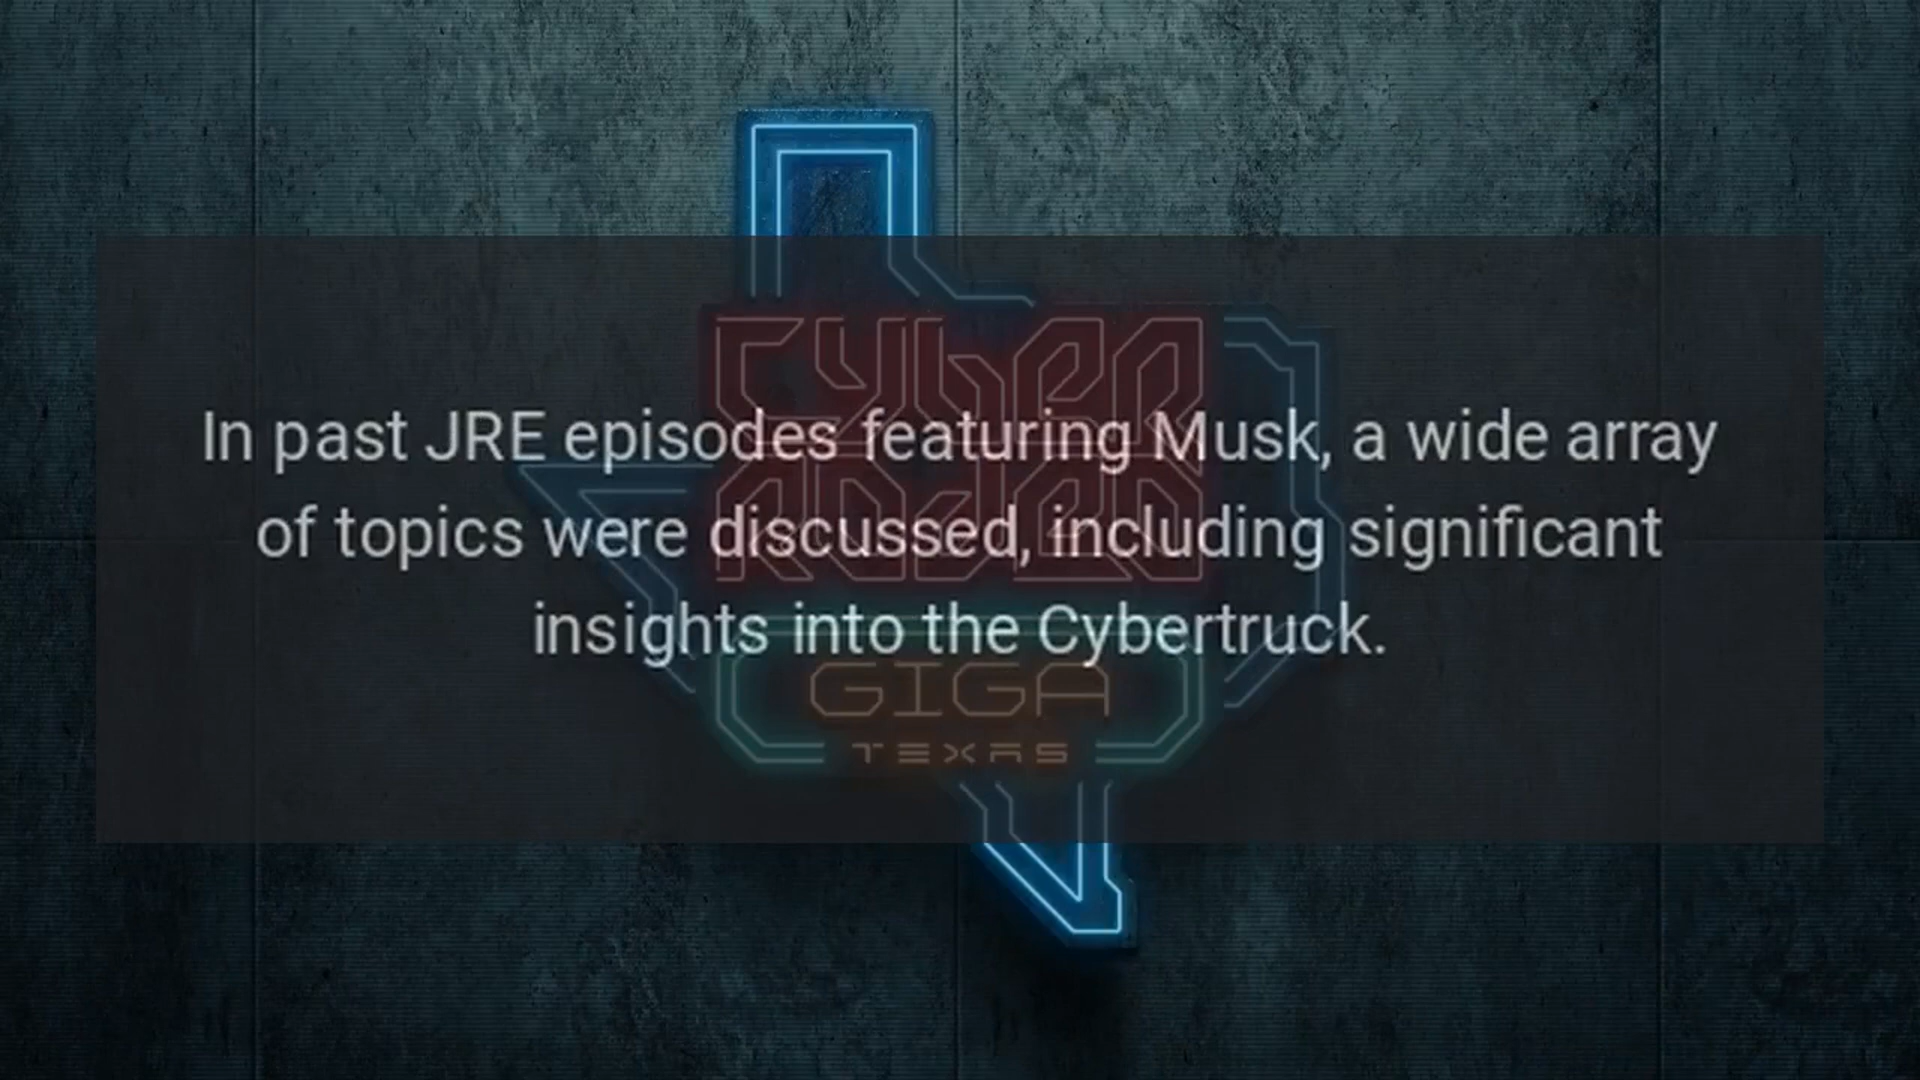 CYBER
RODEO
In past JRE episodes featuring Musk, a wide array
of topics were discussed, including significant
insights into the Cybertruck.
GIGA
TEXAS